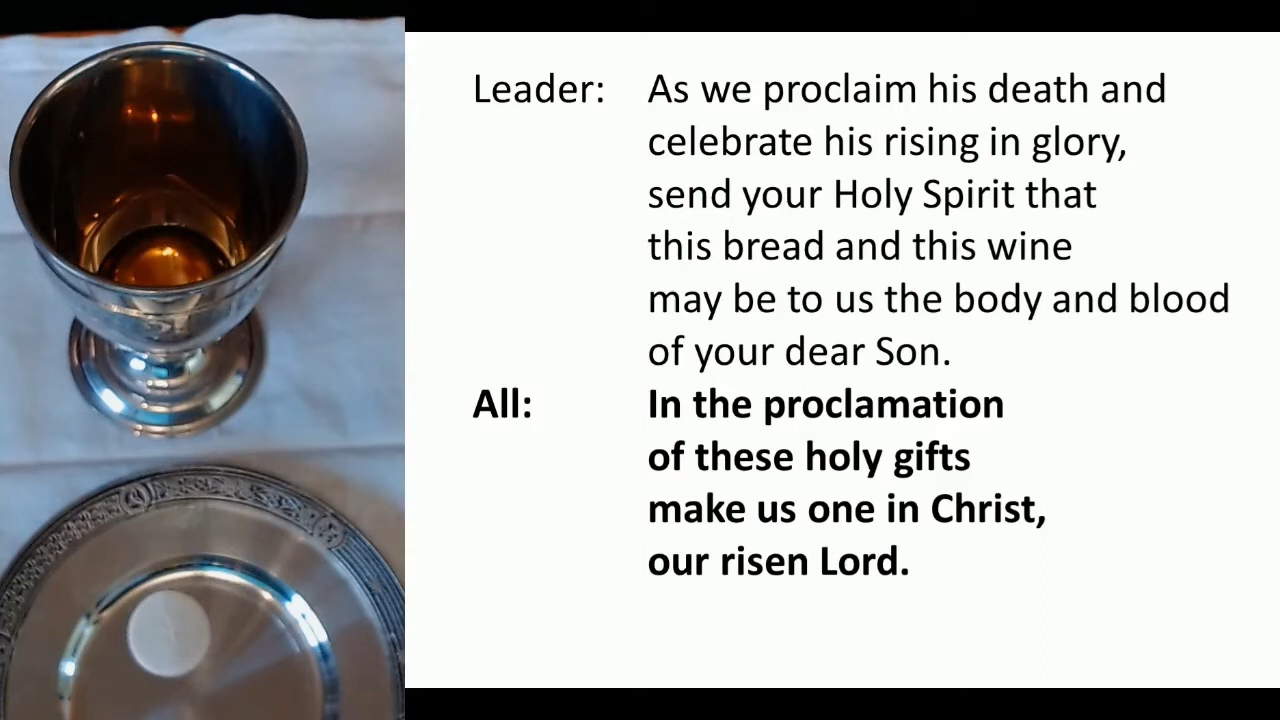 Leader: As we proclaim his death and
celebrate his rising in glory,
send your Holy Spirit that
this bread and this wine
may be to us the body and blood
of your dear Son.
All: In the proclamation
of these holy gifts
make us one in Christ,
our risen Lord.